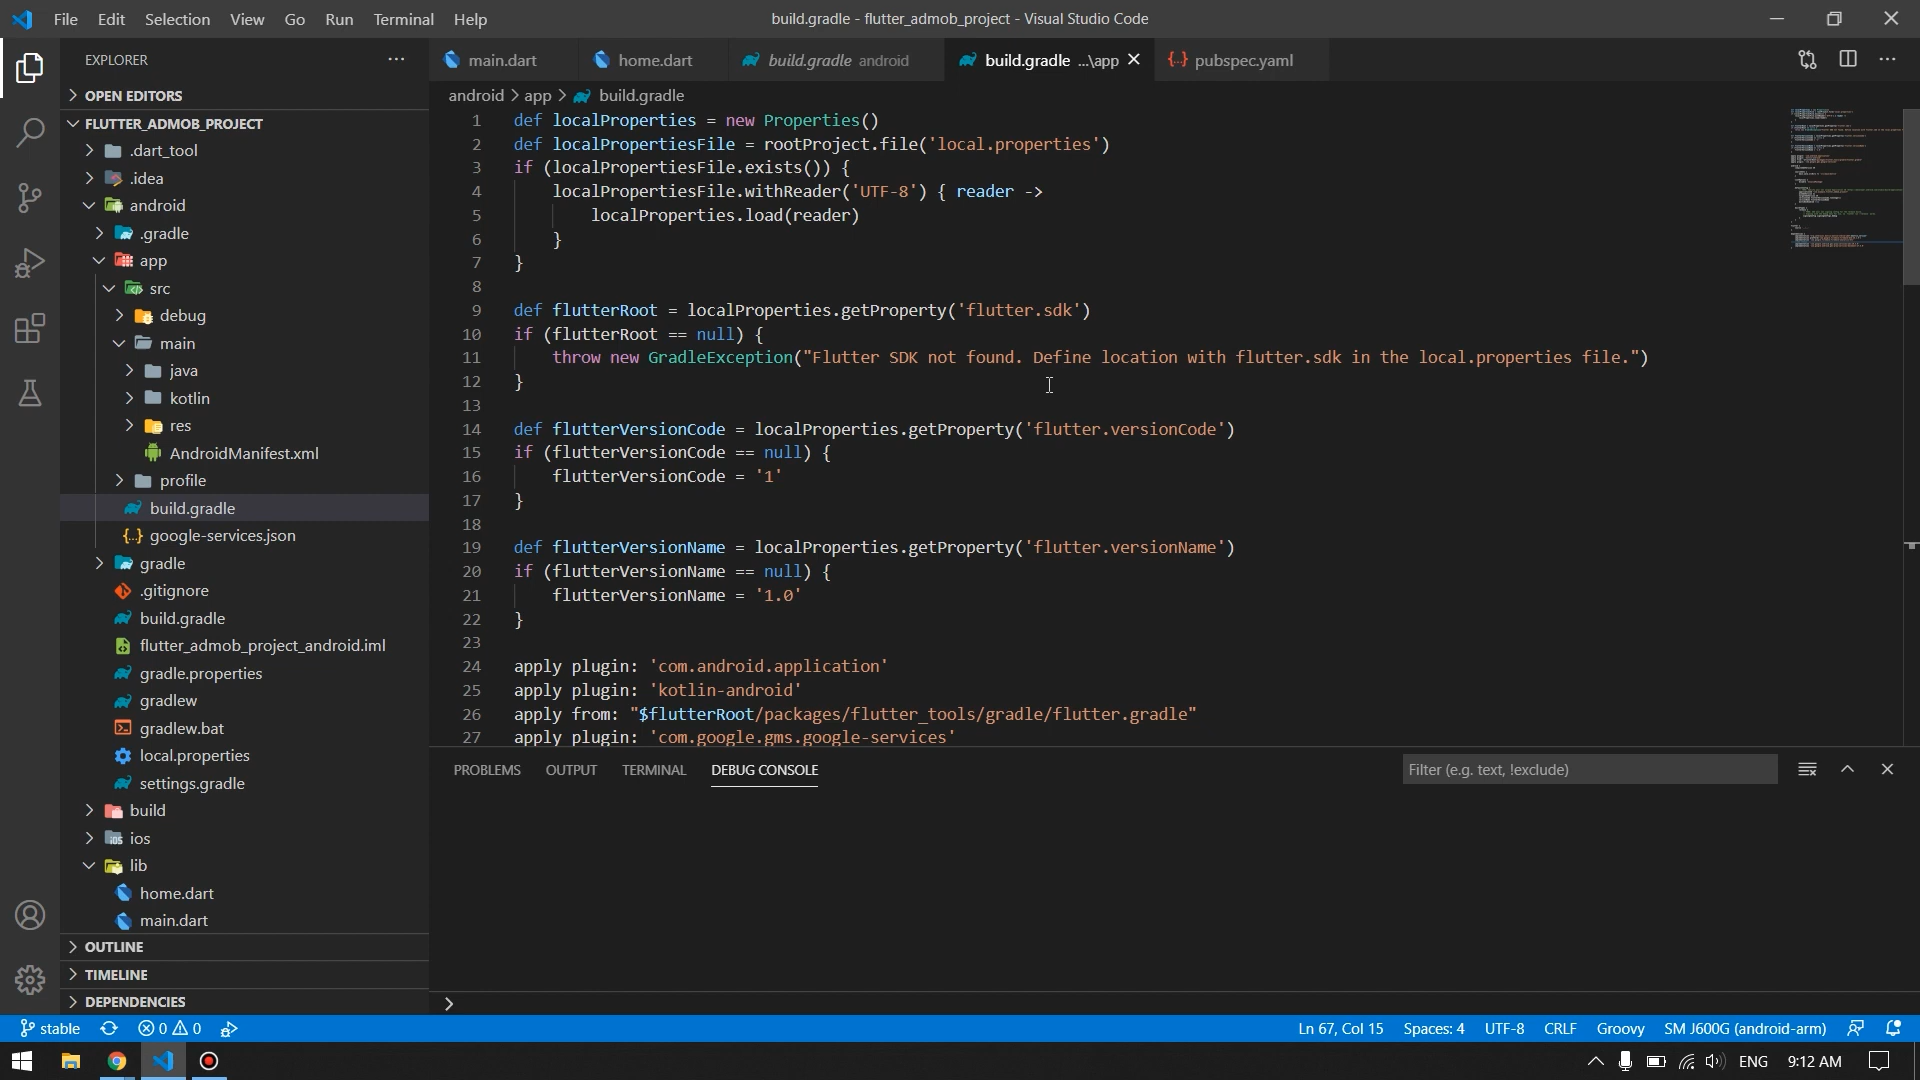 File Edit Selection View Go Run Terminal Help
build.gradle - flutter_admob_project - Visual Studio Code
EXPLORER
main.dart
home.dart
build.gradle android
build.gradle ...\app
{··} pubspec.yaml
OPEN EDITORS
FLUTTER_ADMOB_PROJECT
.dart_tool
.idea
android
.gradle
app
src
debug
main
java
kotlin
res
AndroidManifest.xml
profile
build.gradle
{..} google-services.json
gradle
.gitignore
build.gradle
flutter_admob_project_android.iml
gradle.properties
gradlew
gradlew.bat
local.properties
settings.gradle
build
ios
lib
home.dart
main.dart
OUTLINE
TIMELINE
DEPENDENCIES
android > app > build.gradle
1 def localProperties = new Properties()
2 def localPropertiesFile = rootProject.file('local.properties')
3 if (localPropertiesFile.exists()) {
4 localPropertiesFile.withReader('UTF-8') { reader ->
5 localProperties.load(reader)
6 }
7 }
8
9 def flutterRoot = localProperties.getProperty('flutter.sdk')
10 if (flutterRoot == null) {
11 throw new GradleException("Flutter SDK not found. Define location with flutter.sdk in the local.properties file.")
12 }
13
14 def flutterVersionCode = localProperties.getProperty('flutter.versionCode')
15 if (flutterVersionCode == null) {
16 flutterVersionCode = '1'
17 }
18
19 def flutterVersionName = localProperties.getProperty('flutter.versionName')
20 if (flutterVersionName == null) {
21 flutterVersionName = '1.0'
22 }
23
24 apply plugin: 'com.android.application'
25 apply plugin: 'kotlin-android'
26 apply from: "$flutterRoot/packages/flutter_tools/gradle/flutter.gradle"
27 apply plugin: 'com.google.gms.google-services'
PROBLEMS OUTPUT TERMINAL DEBUG CONSOLE
Filter (e.g. text, !exclude)
stable 0 0
Ln 67, Col 15 Spaces: 4 UTF-8 CRLF Groovy SM J600G (android-arm)
ENG 9:12 AM